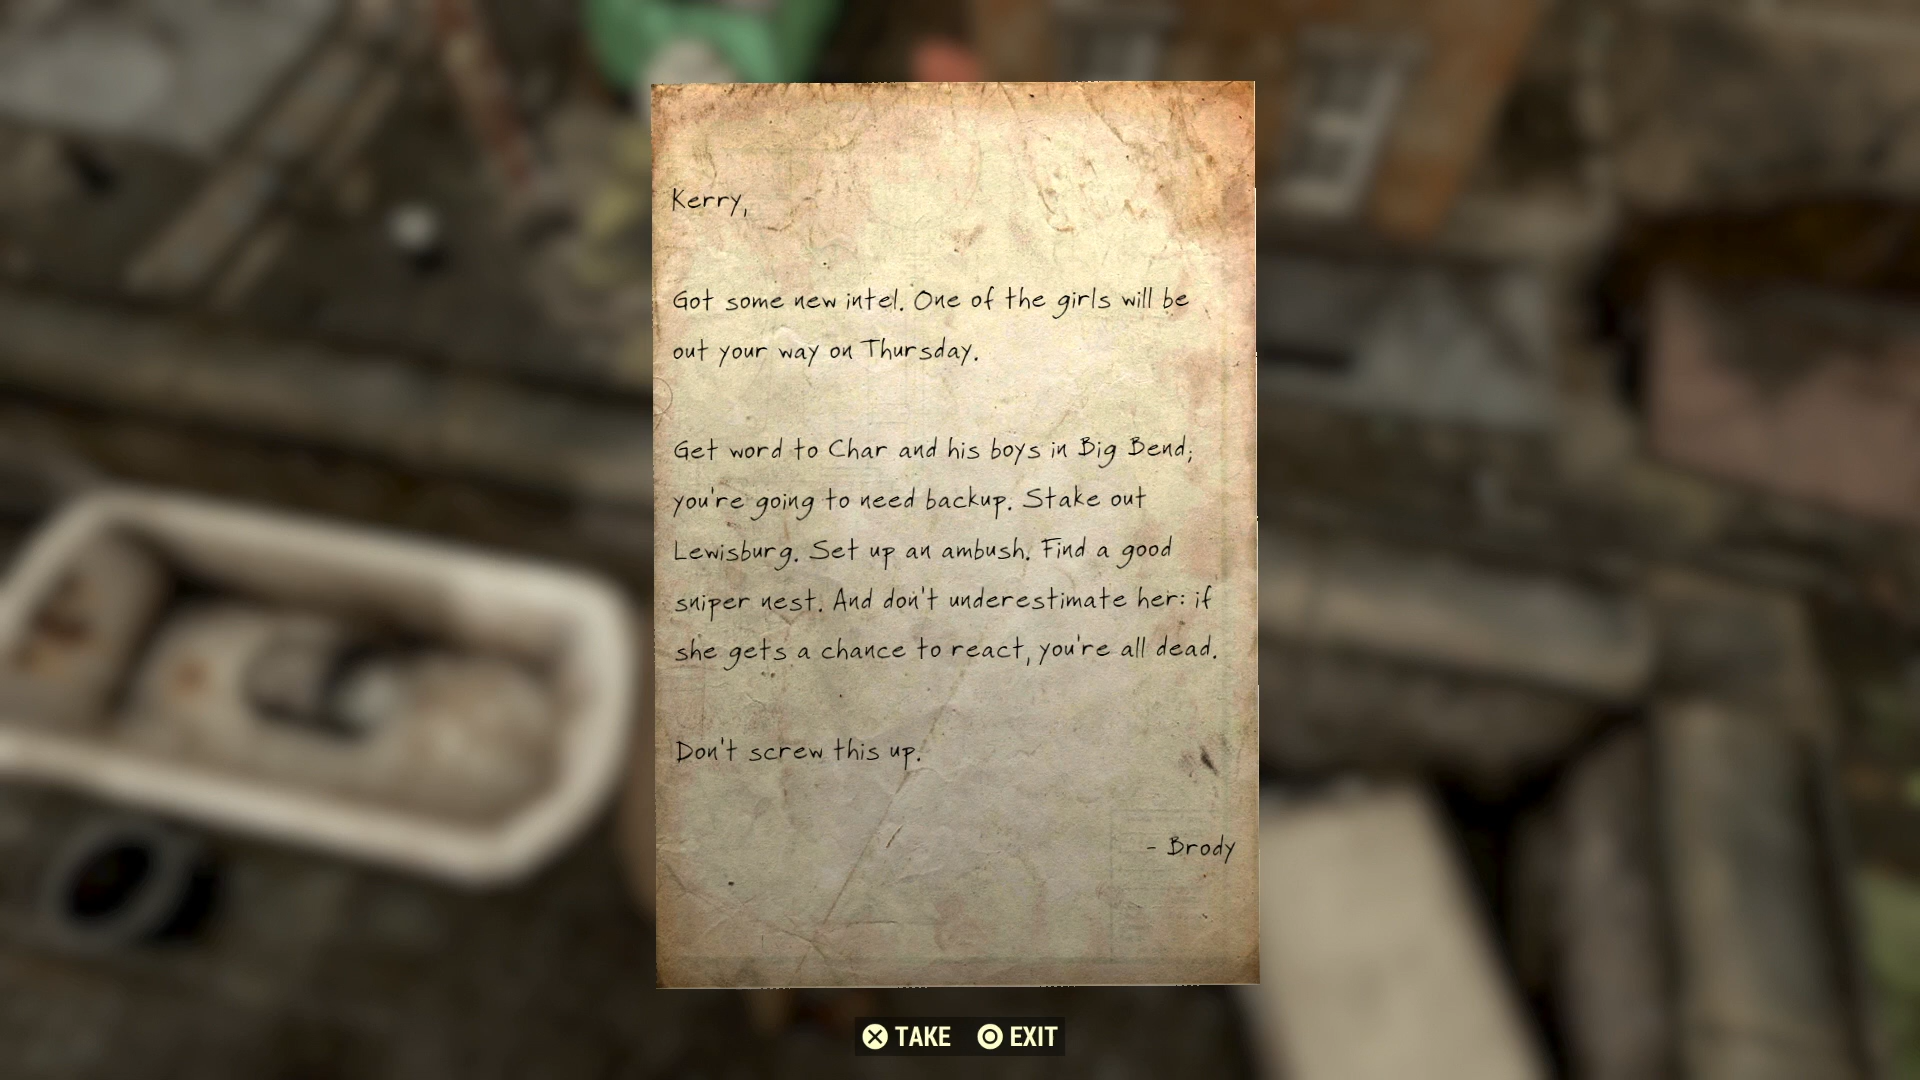 Kerry,
Got some new intel. One of the girls will be
out your way on Thursday.
Get word to Char and his boys in Big Bend;
you're going to need backup. Stake out
Lewisburg. Set up an ambush. Find a good
sniper nest. And don't underestimate her: if
she gets a chance to react, you're all dead.
Don't screw this up.
- Brody
TAKE EXIT